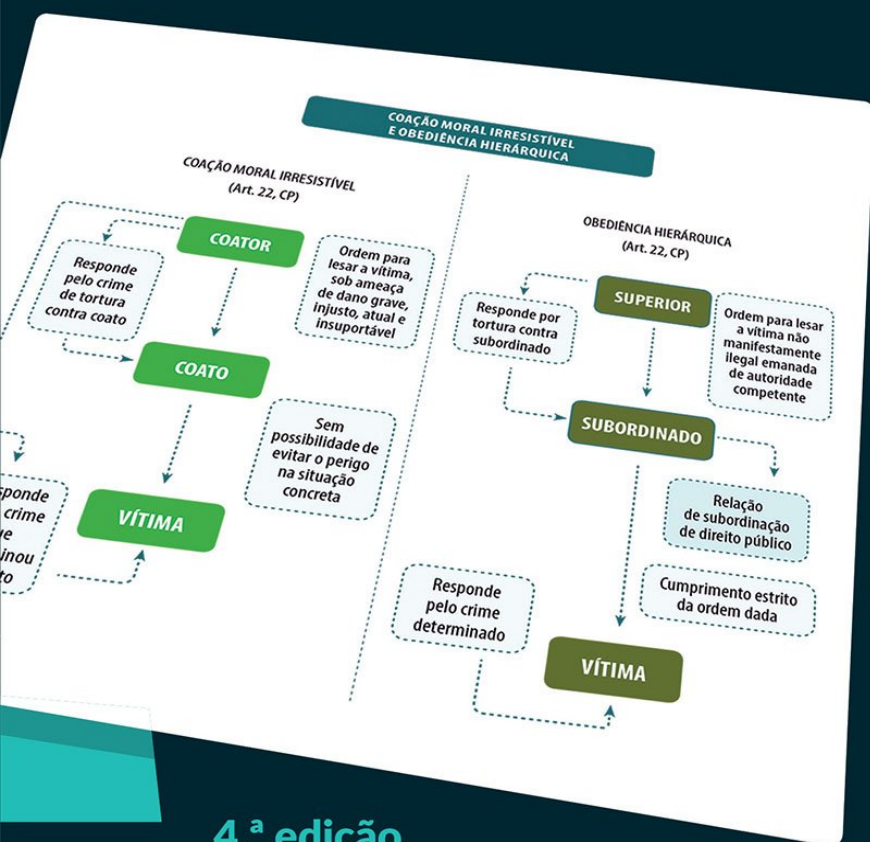 COAÇÃO MORAL IRRESISTÍVEL
E OBEDIÊNCIA HIERÁRQUICA
COAÇÃO MORAL IRRESISTÍVEL
(Art. 22, CP)
COATOR
Responde
pelo crime
de tortura
contra coato
Ordem para
lesar a vítima,
sob ameaça
de dano grave,
injusto, atual e
insuportável
COATO
Sem
possibilidade de
evitar o perigo
na situação
concreta
crime
VÍTIMA
OBEDIÊNCIA HIERÁRQUICA
(Art. 22, CP)
SUPERIOR
Responde por
tortura contra
subordinado
Ordem para lesar
a vítima não
manifestamente
ilegal emanada
de autoridade
competente
SUBORDINADO
Relação
de subordinação
de direito público
Cumprimento estrito
da ordem dada
Responde
pelo crime
determinado
VÍTIMA
4.ª edição